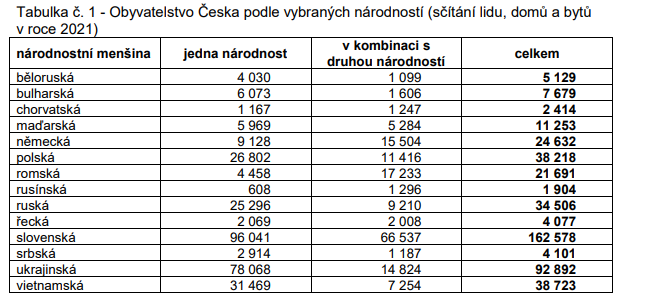 Tabulka č. 1 - Obyvatelstvo Česka podle vybraných národností (sčítání lidu, domů a bytů
v roce 2021)
národnostní menšina jedna národnost v kombinaci s druhou národností celkem
běloruská 4 030 1 099 5 129
bulharská 6 073 1 606 7 679
chorvatská 1 167 1 247 2 414
maďarská 5 969 5 284 11 253
německá 9 128 15 504 24 632
polská 26 802 11 416 38 218
romská 4 458 17 233 21 691
rusínská 608 1 296 1 904
ruská 25 296 9 210 34 506
řecká 2 069 2 008 4 077
slovenská 96 041 66 537 162 578
srbská 2 914 1 187 4 101
ukrajinská 78 068 14 824 92 892
vietnamská 31 469 7 254 38 723